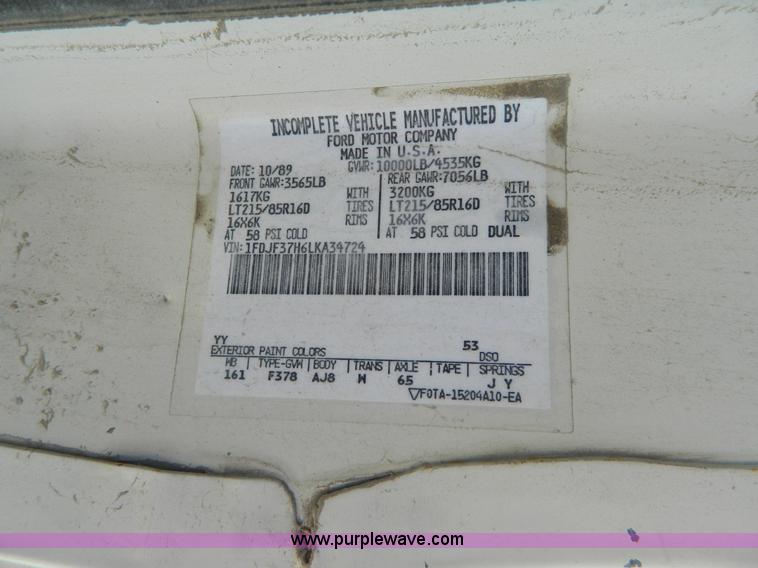 INCOMPLETE VEHICLE MANUFACTURED BY
FORD MOTOR COMPANY
MADE IN U.S.A.
DATE: 10/89 GVWR: 10000LB/4535KG
FRONT GAWR: 3565LB REAR GAWR: 7056LB
1617KG WITH 3200KG WITH
LT215/85R16D TIRES LT215/85R16D TIRES
16X6K RIMS 16X6K RIMS
AT 58 PSI COLD AT 58 PSI COLD DUAL
VIN: 1FDJF37H6LKA34724
YY 53
EXTERIOR PAINT COLORS DSO
WB TYPE-GVW BODY TRANS AXLE TAPE SPRINGS
161 F378 AJ8 W 65 J Y
F0TA-15204A10-EA
www.purplewave.com